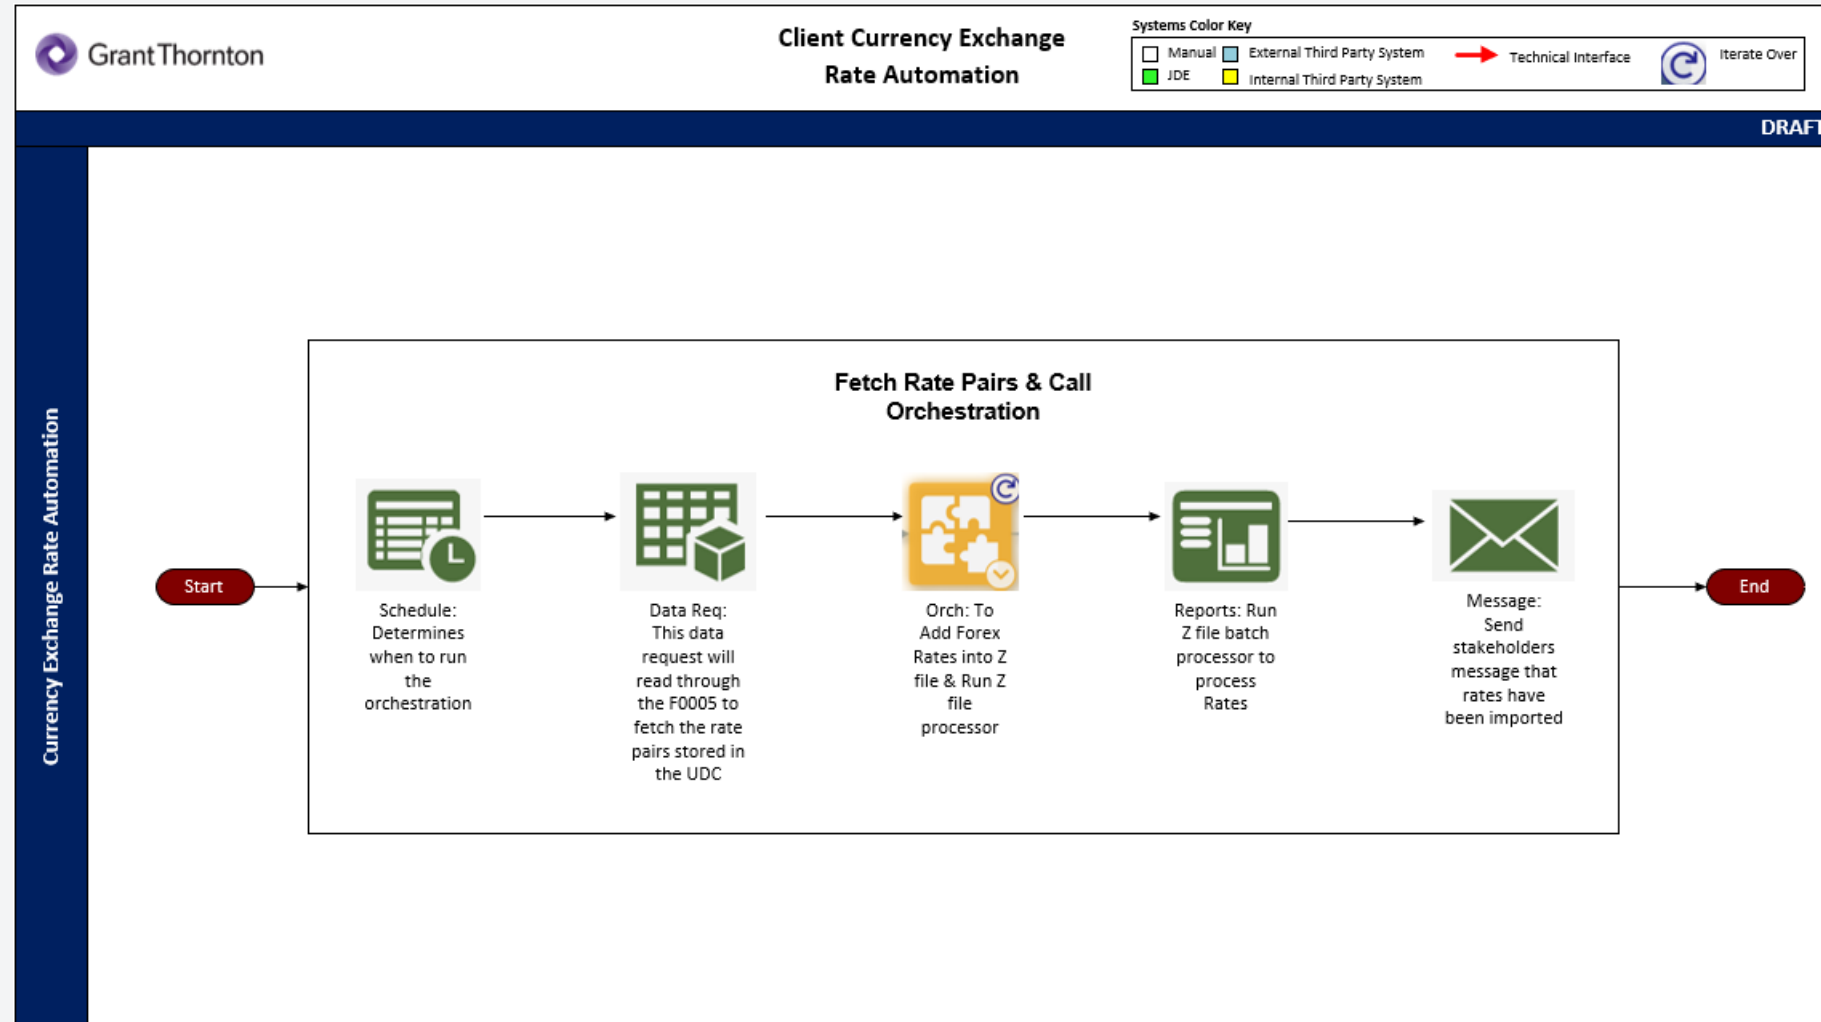 Grant Thornton
Client Currency Exchange
Rate Automation
Systems Color Key
Manual
External Third Party System
Technical Interface
Iterate Over
JDE
Internal Third Party System
DRAFT
Currency Exchange Rate Automation
Fetch Rate Pairs & Call
Orchestration
Start
Schedule:
Determines
when to run
the
orchestration
Data Req:
This data
request will
read through
the F0005 to
fetch the rate
pairs stored in
the UDC
Orch: To
Add Forex
Rates into Z
file & Run Z
file
processor
Reports: Run
Z file batch
processor to
process
Rates
Message:
Send
stakeholders
message that
rates have
been imported
End